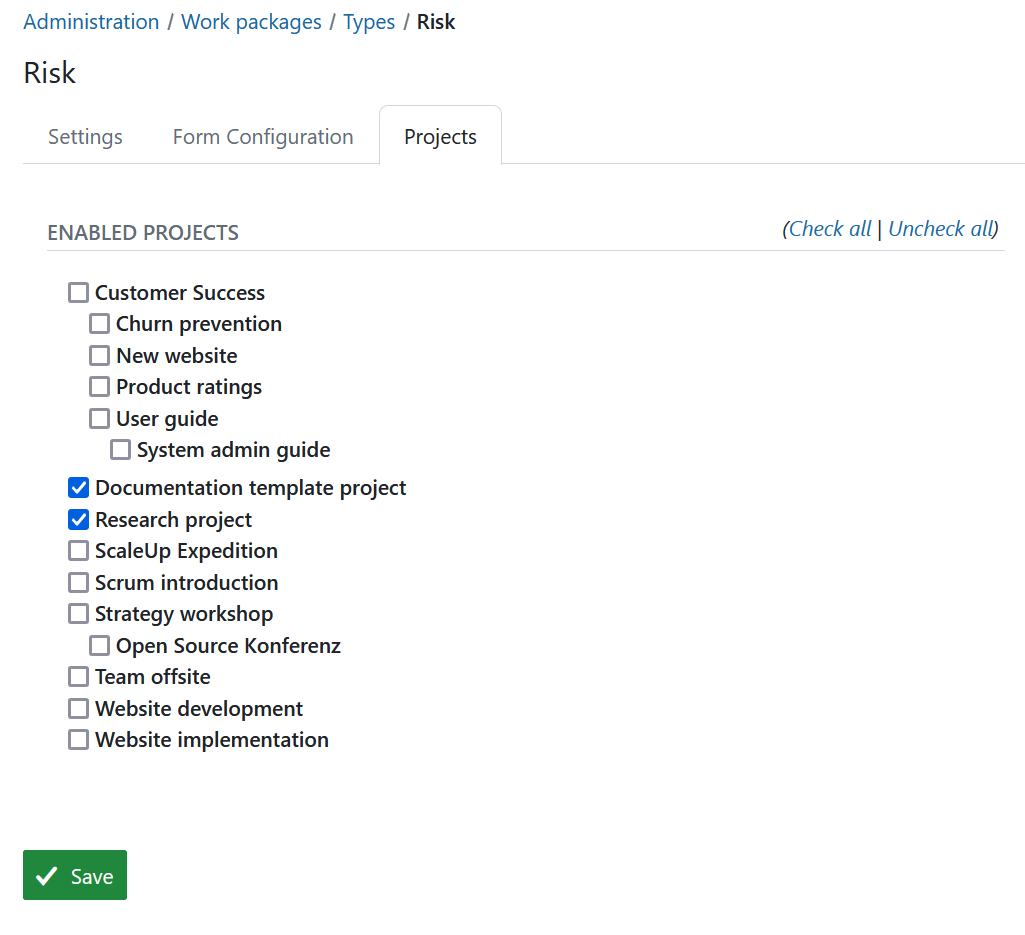 Administration / Work packages / Types / Risk
Risk
Settings Form Configuration Projects
ENABLED PROJECTS (Check all | Uncheck all)
Customer Success
Churn prevention
New website
Product ratings
User guide
System admin guide
Documentation template project
Research project
ScaleUp Expedition
Scrum introduction
Strategy workshop
Open Source Konferenz
Team offsite
Website development
Website implementation
Save